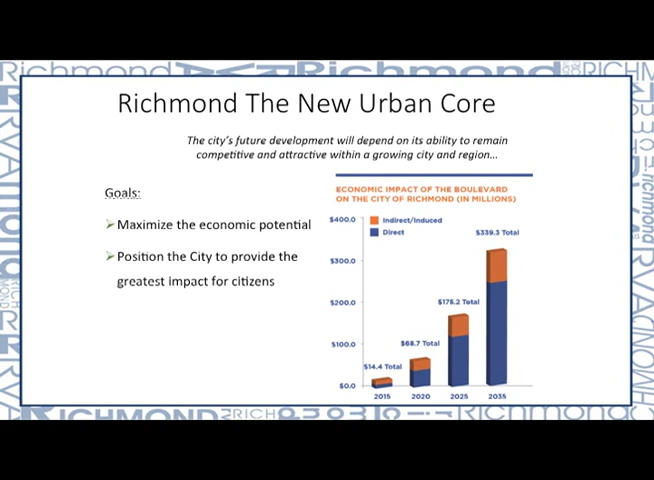 Richmond The New Urban Core
The city's future development will depend on its ability to remain
competitive and attractive within a growing city and region...
Goals:
Maximize the economic potential
Position the City to provide the
greatest impact for citizens
ECONOMIC IMPACT OF THE BOULEVARD
ON THE CITY OF RICHMOND (IN MILLIONS)
Indirect/Induced
Direct
$400.0
$300.0
$200.0
$100.0
$0.0
$14.4 Total
$68.7 Total
$175.2 Total
$339.3 Total
2015 2020 2025 2035